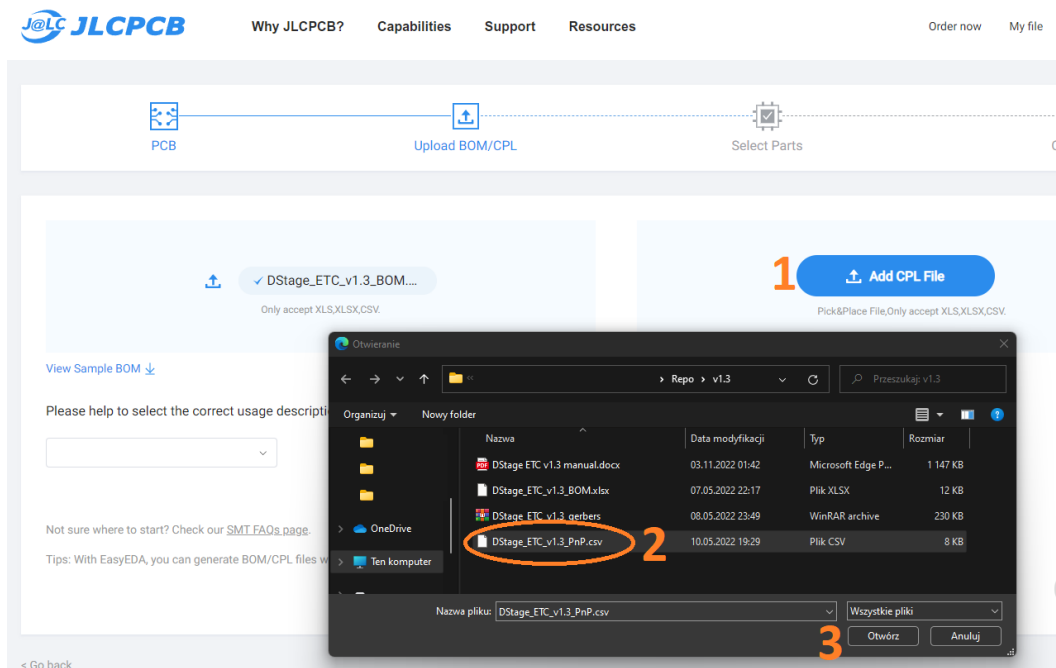 J@LC JLCPCB Why JLCPCB? Capabilities Support Resources Order now My file
PCB Upload BOM/CPL Select Parts
DStage_ETC_v1.3_BOM....
Only accept XLS,XLSX,CSV.
1 Add CPL File
Pick&Place File,Only accept XLS,XLSX,CSV.
View Sample BOM
Please help to select the correct usage descripti
Not sure where to start? Check our SMT FAQs page.
Tips: With EasyEDA, you can generate BOM/CPL files w
< Go back
Otwieranie
« › Repo › v1.3 Przeszukaj: v1.3
Organizuj Nowy folder
Nazwa Data modyfikacji Typ Rozmiar
DStage ETC v1.3 manual.docx 03.11.2022 01:42 Microsoft Edge P... 1 147 KB
DStage_ETC_v1.3_BOM.xlsx 07.05.2022 22:17 Plik XLSX 12 KB
DStage_ETC_v1.3_gerbers 08.05.2022 23:49 WinRAR archive 230 KB
DStage_ETC_v1.3_PnP.csv 2 10.05.2022 19:29 Plik CSV 8 KB
OneDrive
Ten komputer
Nazwa pliku: DStage_ETC_v1.3_PnP.csv Wszystkie pliki
3 Otwórz Anuluj